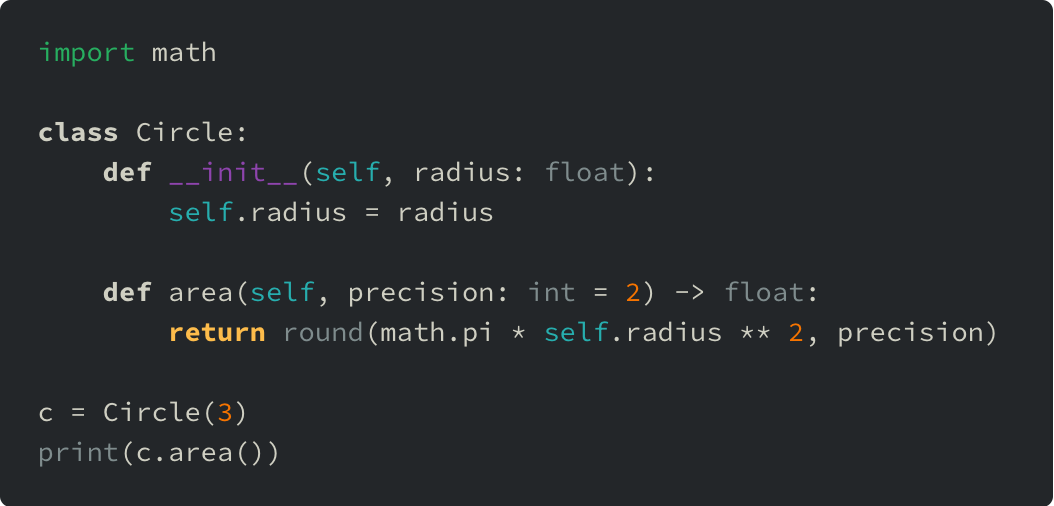 import math
class Circle:
    def __init__(self, radius: float):
        self.radius = radius
    def area(self, precision: int = 2) -> float:
        return round(math.pi * self.radius ** 2, precision)
c = Circle(3)
print(c.area())